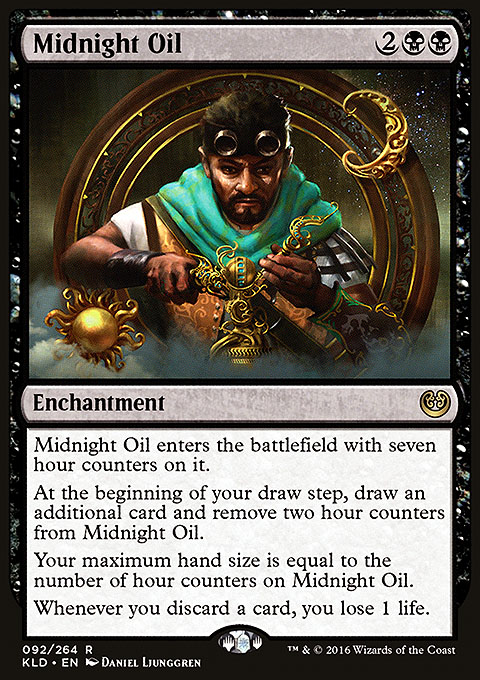 Midnight Oil 2
Enchantment
Midnight Oil enters the battlefield with seven
hour counters on it.
At the beginning of your draw step, draw an
additional card and remove two hour counters
from Midnight Oil.
Your maximum hand size is equal to the
number of hour counters on Midnight Oil.
Whenever you discard a card, you lose 1 life.
092/264 R
KLD • EN Daniel Ljunggren
™ & © 2016 Wizards of the Coast